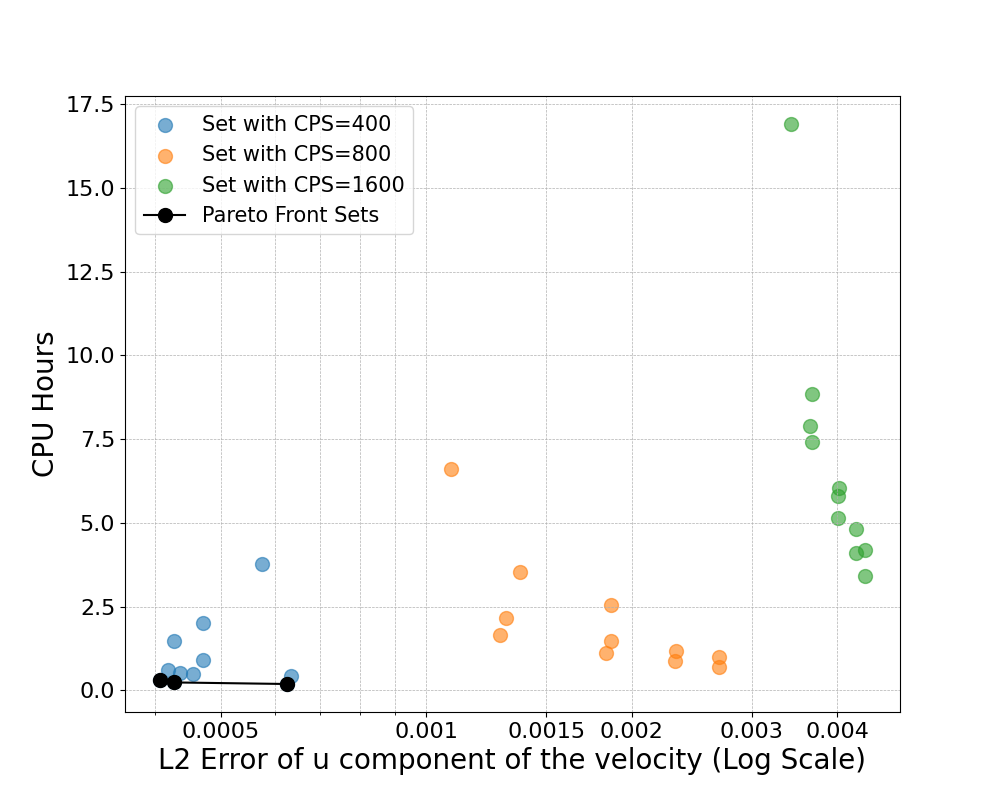 17.5
15.0
12.5
10.0
7.5
5.0
2.5
0.0
CPU Hours
Set with CPS=400
Set with CPS=800
Set with CPS=1600
Pareto Front Sets
0.0005 0.001 0.0015 0.002 0.003 0.004
L2 Error of u component of the velocity (Log Scale)